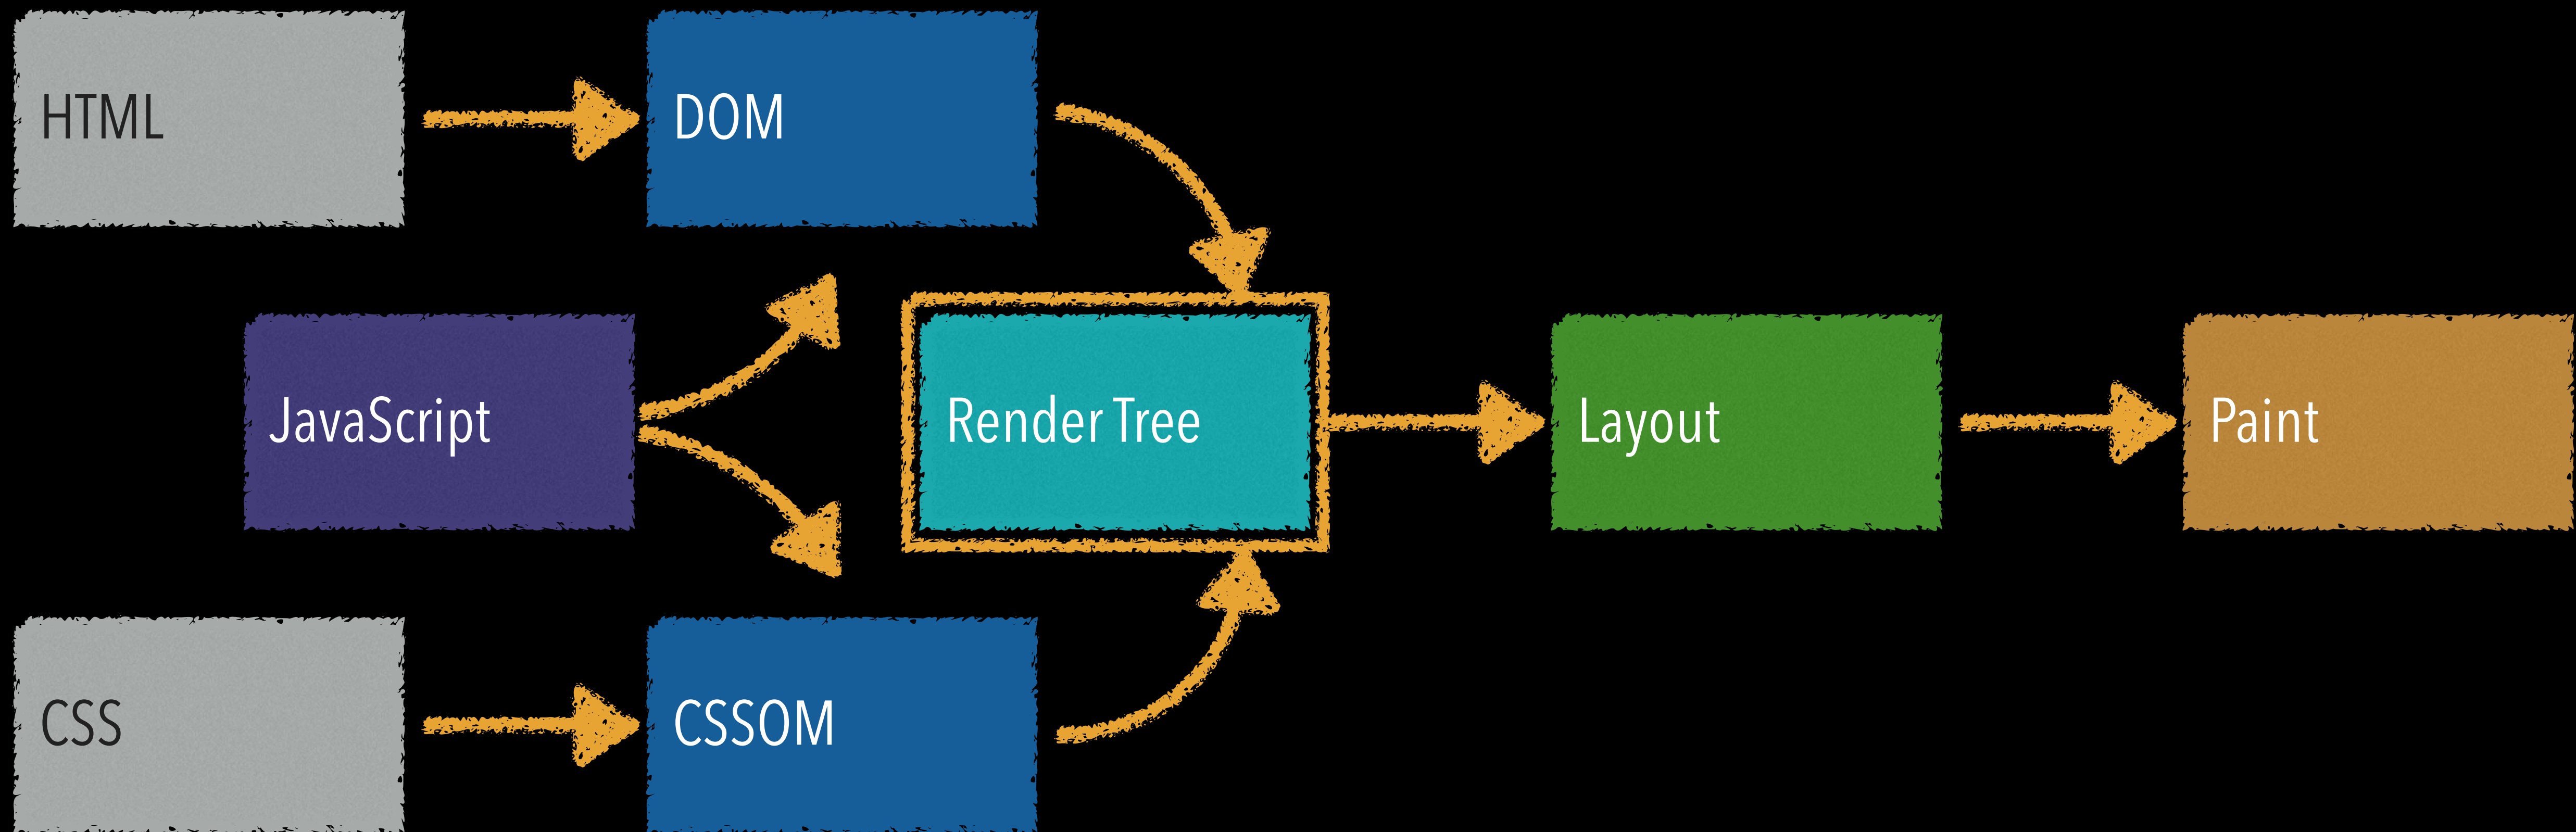 HTML
DOM
JavaScript
Render Tree
Layout
Paint
CSS
CSSOM